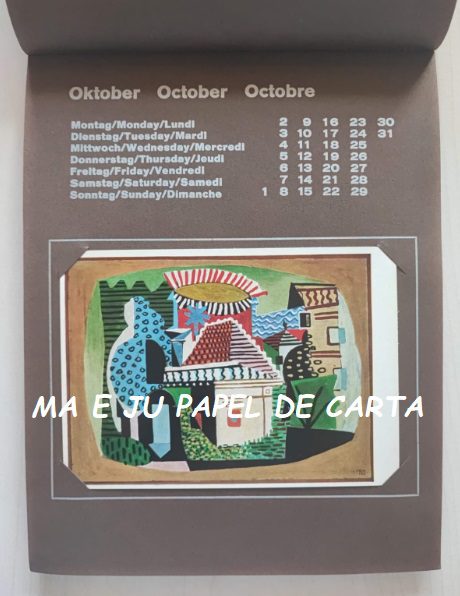 Oktober October Octobre
Montag/Monday/Lundi 2 9 16 23 30
Dienstag/Tuesday/Mardi 3 10 17 24 31
Mittwoch/Wednesday/Mercredi 4 11 18 25
Donnerstag/Thursday/Jeudi 5 12 19 26
Freitag/Friday/Vendredi 6 13 20 27
Samstag/Saturday/Samedi 7 14 21 28
Sonntag/Sunday/Dimanche 1 8 15 22 29
MA E JU PAPEL DE CARTA